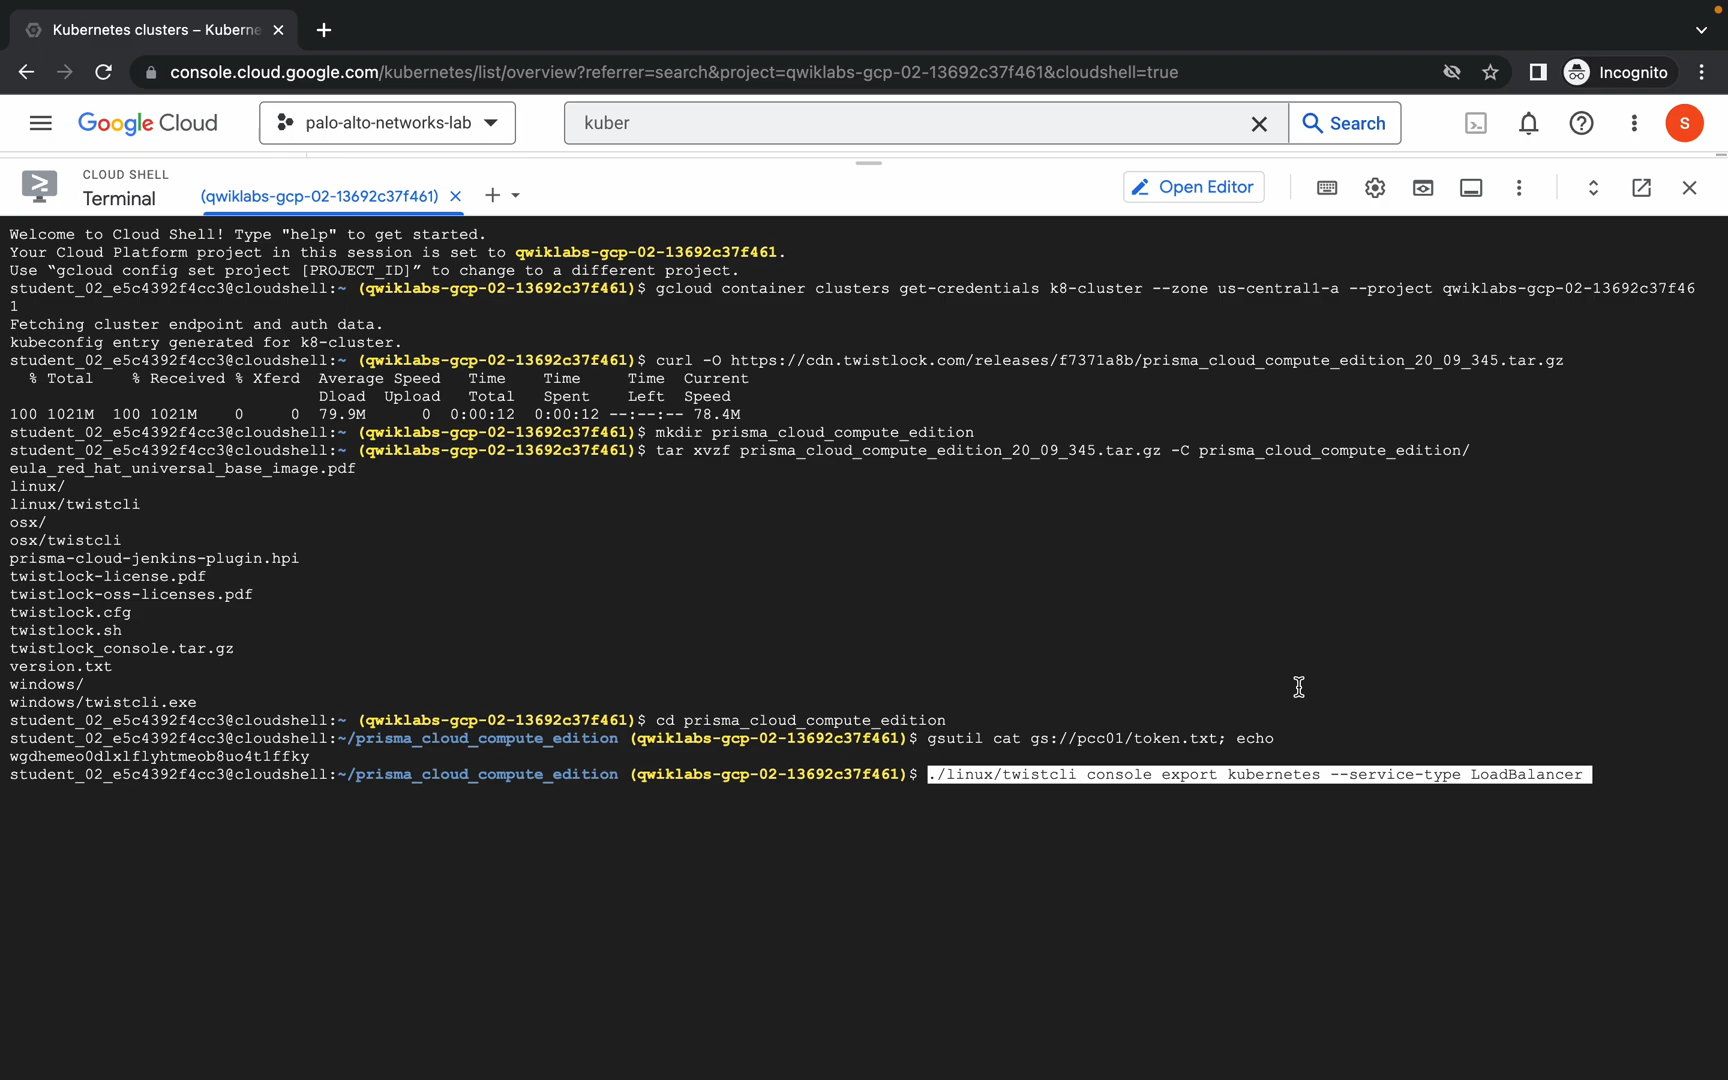 Kubernetes clusters – Kuberne
console.cloud.google.com/kubernetes/list/overview?referrer=search&project=qwiklabs-gcp-02-13692c37f461&cloudshell=true
Incognito
Google Cloud
palo-alto-networks-lab
kuber
Search
S
CLOUD SHELL
Terminal
(qwiklabs-gcp-02-13692c37f461)
Open Editor
Welcome to Cloud Shell! Type "help" to get started.
Your Cloud Platform project in this session is set to qwiklabs-gcp-02-13692c37f461.
Use “gcloud config set project [PROJECT_ID]” to change to a different project.
student_02_e5c4392f4cc3@cloudshell:~ (qwiklabs-gcp-02-13692c37f461)$ gcloud container clusters get-credentials k8-cluster --zone us-central1-a --project qwiklabs-gcp-02-13692c37f46
1
Fetching cluster endpoint and auth data.
kubeconfig entry generated for k8-cluster.
student_02_e5c4392f4cc3@cloudshell:~ (qwiklabs-gcp-02-13692c37f461)$ curl -O https://cdn.twistlock.com/releases/f7371a8b/prisma_cloud_compute_edition_20_09_345.tar.gz
% Total % Received % Xferd Average Speed Time Time Time Current
Dload Upload Total Spent Left Speed
100 1021M 100 1021M 0 0 79.9M 0 0:00:12 0:00:12 --:--:-- 78.4M
student_02_e5c4392f4cc3@cloudshell:~ (qwiklabs-gcp-02-13692c37f461)$ mkdir prisma_cloud_compute_edition
student_02_e5c4392f4cc3@cloudshell:~ (qwiklabs-gcp-02-13692c37f461)$ tar xvzf prisma_cloud_compute_edition_20_09_345.tar.gz -C prisma_cloud_compute_edition/
eula_red_hat_universal_base_image.pdf
linux/
linux/twistcli
osx/
osx/twistcli
prisma-cloud-jenkins-plugin.hpi
twistlock-license.pdf
twistlock-oss-licenses.pdf
twistlock.cfg
twistlock.sh
twistlock_console.tar.gz
version.txt
windows/
windows/twistcli.exe
student_02_e5c4392f4cc3@cloudshell:~ (qwiklabs-gcp-02-13692c37f461)$ cd prisma_cloud_compute_edition
student_02_e5c4392f4cc3@cloudshell:~/prisma_cloud_compute_edition (qwiklabs-gcp-02-13692c37f461)$ gsutil cat gs://pcc01/token.txt; echo
wgdhemeo0dlxlflyhtmeob8uo4t1ffky
student_02_e5c4392f4cc3@cloudshell:~/prisma_cloud_compute_edition (qwiklabs-gcp-02-13692c37f461)$ ./linux/twistcli console export kubernetes --service-type LoadBalancer